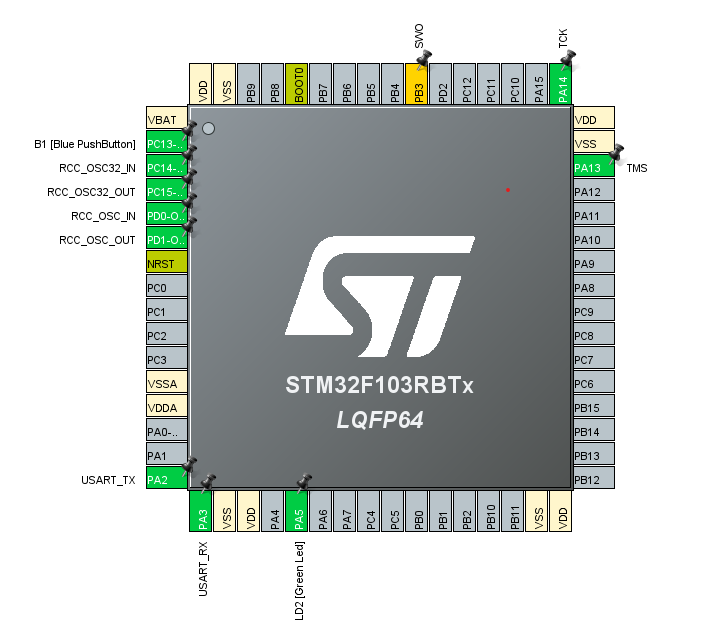 SWO
TCK
VDD
VSS
PB9
PB8
BOOT0
PB7
PB6
PB5
PB4
PB3
PD2
PC12
PC11
PC10
PA15
PA14
VBAT
B1 [Blue PushButton]
PC13-..
RCC_OSC32_IN
PC14-..
RCC_OSC32_OUT
PC15-..
RCC_OSC_IN
PD0-O..
RCC_OSC_OUT
PD1-O..
NRST
PC0
PC1
PC2
PC3
VSSA
VDDA
PA0-..
PA1
USART_TX
PA2
VDD
VSS
PA13
TMS
PA12
PA11
PA10
PA9
PA8
PC9
PC8
PC7
PC6
PB15
PB14
PB13
PB12
ST
STM32F103RBTx
LQFP64
PA3
VSS
VDD
PA4
PA5
PA6
PA7
PC4
PC5
PB0
PB1
PB2
PB10
PB11
VSS
VDD
USART_RX
LD2 [Green Led]